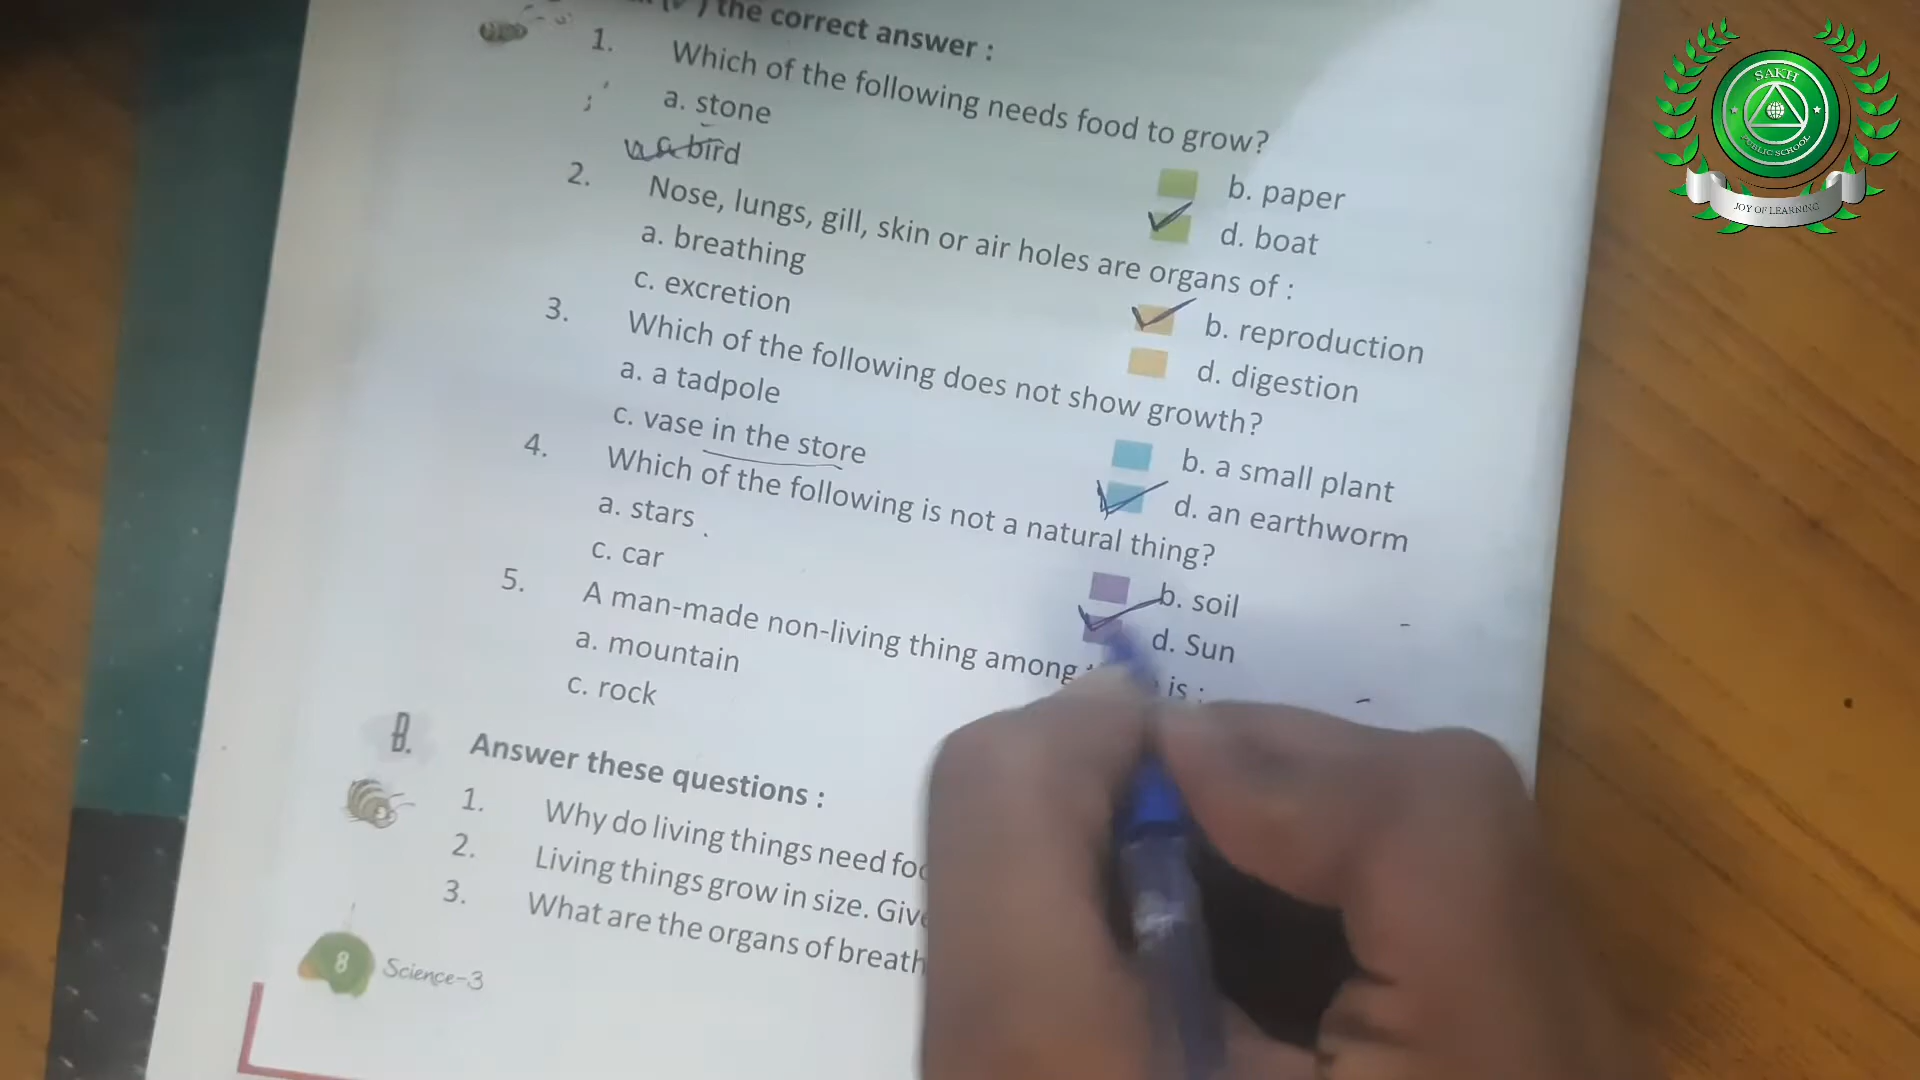 the correct answer :
1. Which of the following needs food to grow?
a. stone
b. paper
a bird
d. boat
2. Nose, lungs, gill, skin or air holes are organs of :
a. breathing
b. reproduction
c. excretion
d. digestion
3. Which of the following does not show growth?
a. a tadpole
b. a small plant
c. vase in the store
d. an earthworm
4. Which of the following is not a natural thing?
a. stars
b. soil
c. car
d. Sun
5. A man-made non-living thing among is :
a. mountain
c. rock
B. Answer these questions :
1. Why do living things need
2. Living things grow in size.
3. What are the organs of
8 Science-3
SAKH
PUBLIC SCHOOL
JOY OF LEARNING